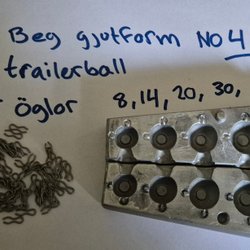 Beg gjutform NO 4
trailerball
öglor
8, 14, 20, 30,